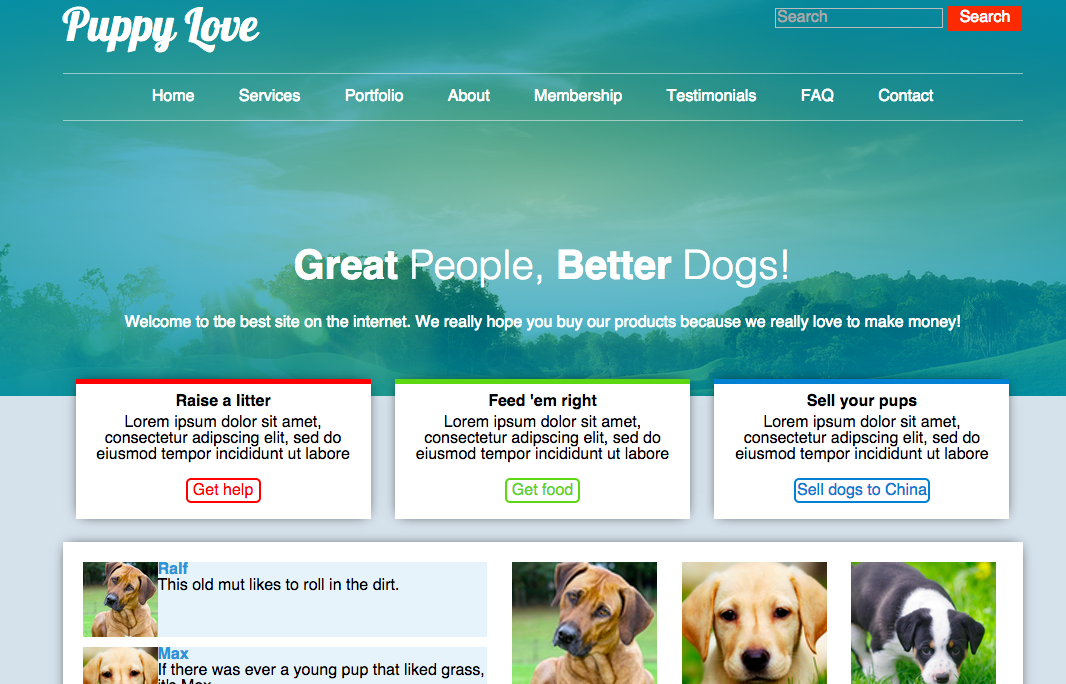 Puppy Love
Search
Search
Home Services Portfolio About Membership Testimonials FAQ Contact
Great People, Better Dogs!
Welcome to tbe best site on the internet. We really hope you buy our products because we really love to make money!
Raise a litter
Lorem ipsum dolor sit amet,
consectetur adipscing elit, sed do
eiusmod tempor incididunt ut labore
Get help
Feed 'em right
Lorem ipsum dolor sit amet,
consectetur adipscing elit, sed do
eiusmod tempor incididunt ut labore
Get food
Sell your pups
Lorem ipsum dolor sit amet,
consectetur adipscing elit, sed do
eiusmod tempor incididunt ut labore
Sell dogs to China
Ralf
This old mut likes to roll in the dirt.
Max
If there was ever a young pup that liked grass,
it's Max